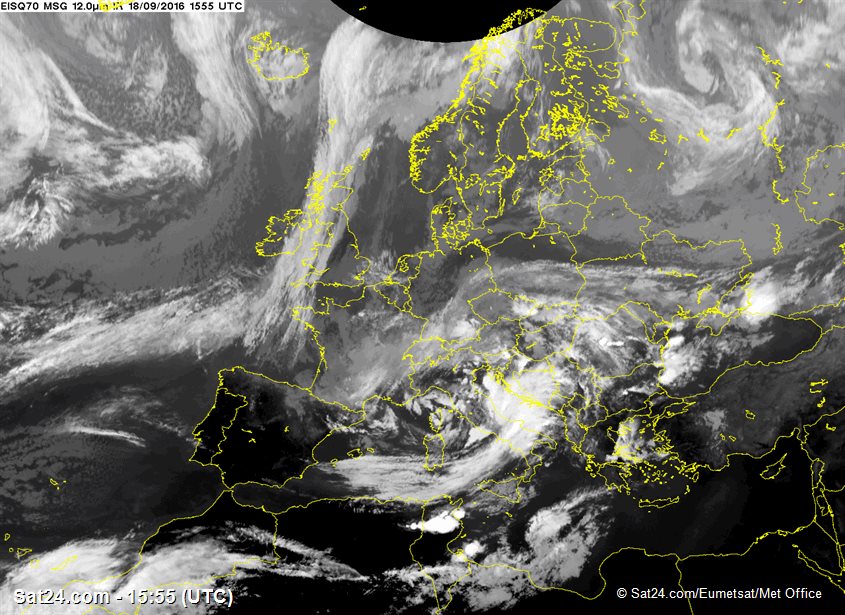 EISQ70 MSG 12.0µm IR 18/09/2016 1555 UTC
Sat24.com - 15:55 (UTC)
© Sat24.com/Eumetsat/Met Office